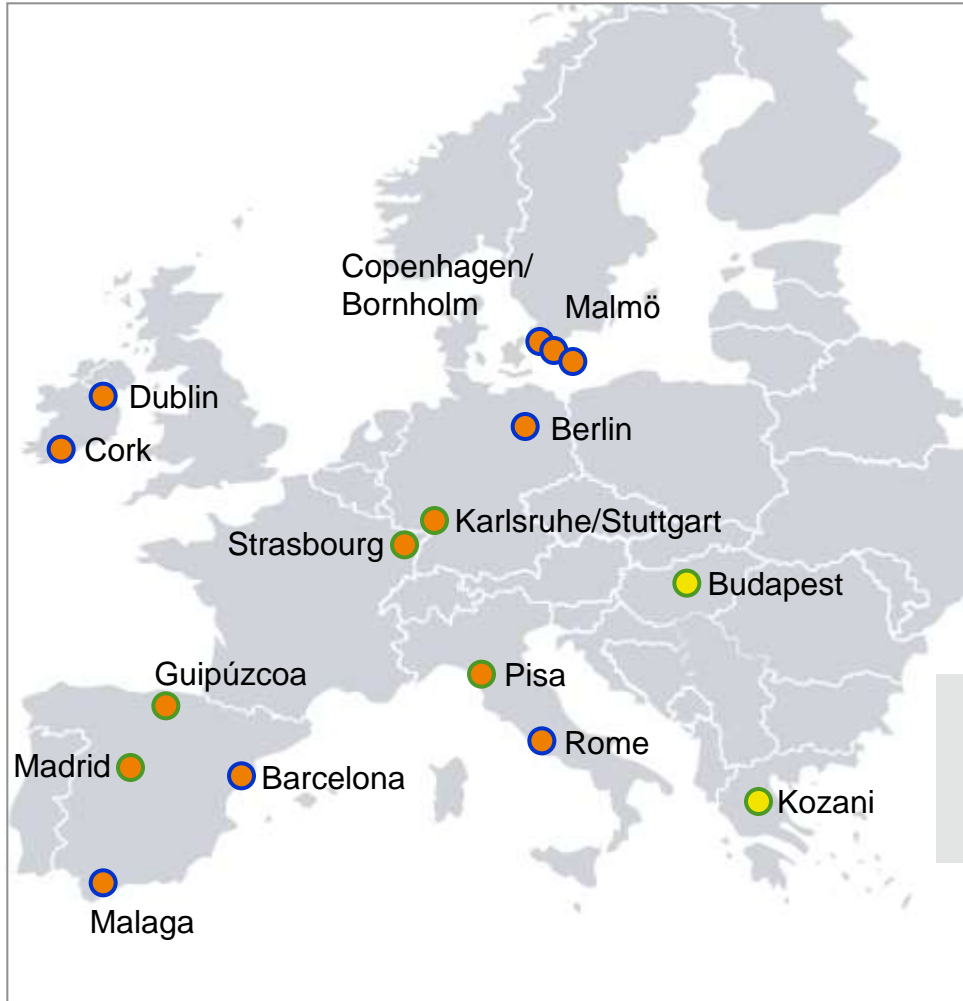 Copenhagen/
Bornholm
Malmö
Dublin
Berlin
Cork
Karlsruhe/Stuttgart
Strasbourg
Budapest
Guipúzcoa
Pisa
Rome
Madrid
Barcelona
Kozani
Malaga